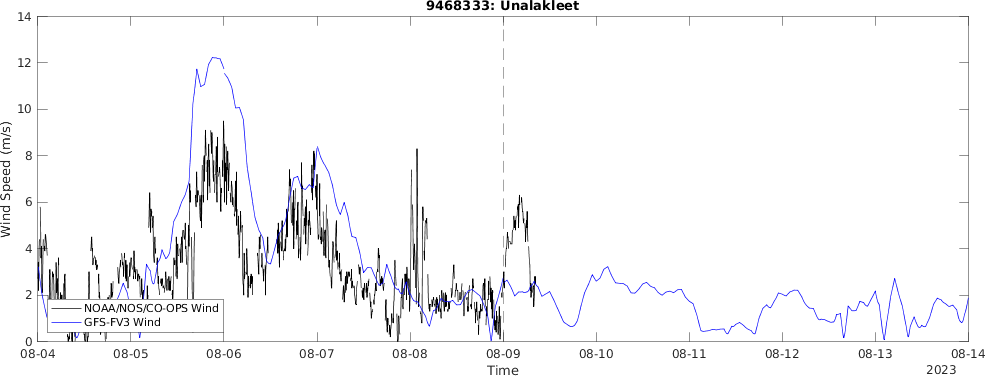 9468333: Unalakleet
14
12
10
8
6
4
2
0
Wind Speed (m/s)
NOAA/NOS/CO-OPS Wind
GFS-FV3 Wind
08-04 08-05 08-06 08-07 08-08 08-09 08-10 08-11 08-12 08-13 08-14
Time
2023